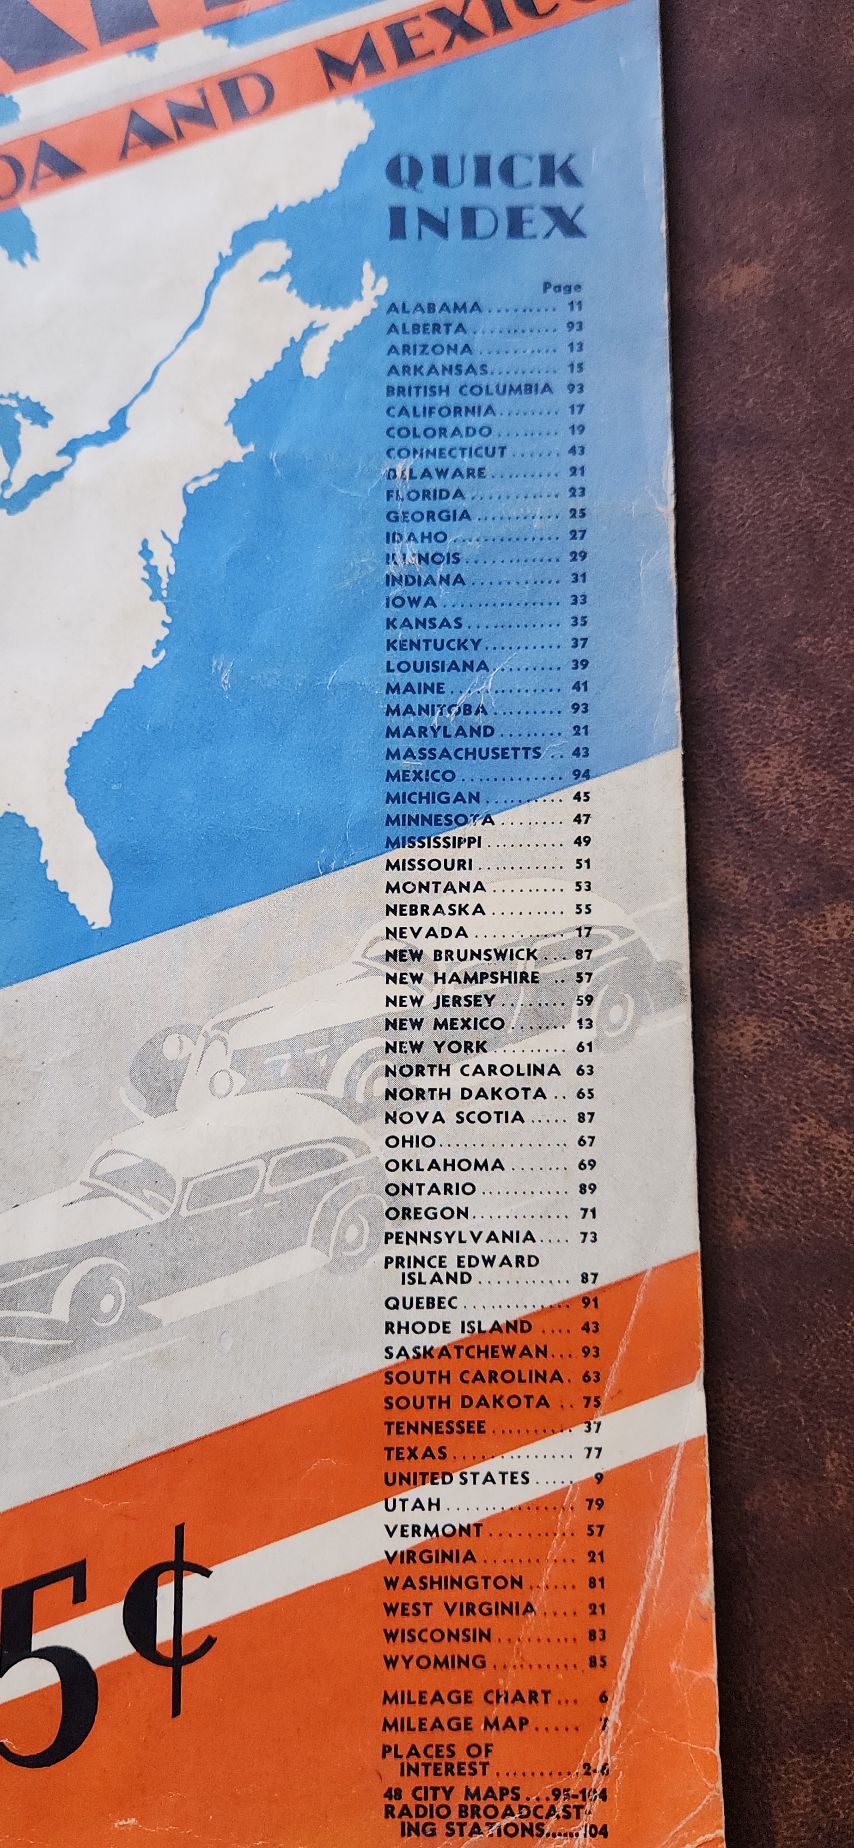 DA AND MEXICO
QUICK
INDEX
Page
ALABAMA......... 11
ALBERTA ........... 93
ARIZONA .......... 13
ARKANSAS......... 15
BRITISH COLUMBIA 93
CALIFORNIA........ 17
COLORADO ........ 19
CONNECTICUT ...... 43
DELAWARE......... 21
FLORIDA ........... 23
GEORGIA........... 25
IDAHO ............. 27
ILLINOIS ............ 29
INDIANA ........... 31
IOWA .............. 33
KANSAS ............ 35
KENTUCKY.......... 37
LOUISIANA ......... 39
MAINE ............. 41
MANITOBA ......... 93
MARYLAND ........ 21
MASSACHUSETTS .. 43
MEXICO ............ 94
MICHIGAN ......... 45
MINNESOTA ....... 47
MISSISSIPPI .......... 49
MISSOURI .......... 51
MONTANA ......... 53
NEBRASKA ......... 55
NEVADA ........... 17
NEW BRUNSWICK ... 87
NEW HAMPSHIRE .. 57
NEW JERSEY ........ 59
NEW MEXICO ....... 13
NEW YORK ......... 61
NORTH CAROLINA 63
NORTH DAKOTA .. 65
NOVA SCOTIA ..... 87
OHIO.............. 67
OKLAHOMA ....... 69
ONTARIO .......... 89
OREGON........... 71
PENNSYLVANIA.... 73
PRINCE EDWARD
ISLAND .......... 87
QUEBEC ............ 91
RHODE ISLAND .... 43
SASKATCHEWAN... 93
SOUTH CAROLINA. 63
SOUTH DAKOTA .. 75
TENNESSEE ......... 37
TEXAS ............. 77
UNITED STATES ..... 9
UTAH .............. 79
VERMONT .......... 57
VIRGINIA ........... 21
WASHINGTON ...... 81
WEST VIRGINIA .... 21
WISCONSIN ......... 83
WYOMING .......... 85
MILEAGE CHART... 6
MILEAGE MAP..... 7
PLACES OF
INTEREST ..........2-6
48 CITY MAPS...95-104
RADIO BROADCAST-
ING STATIONS......104
5¢